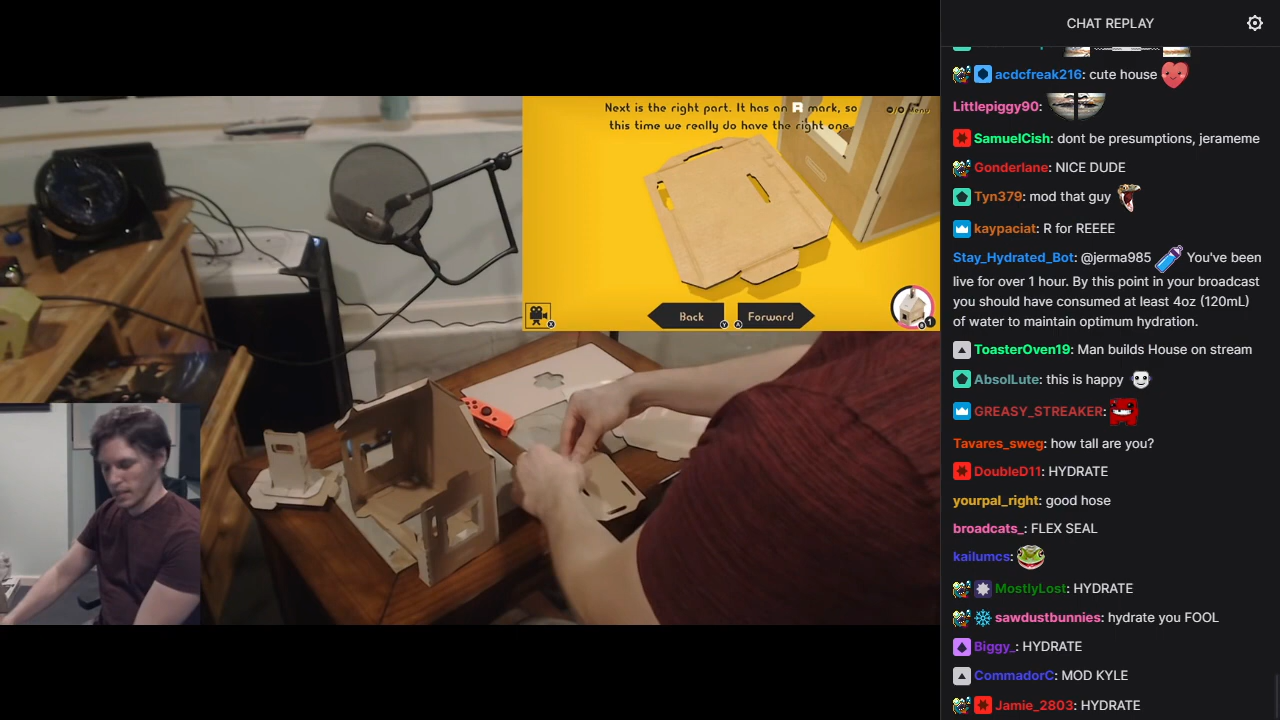 Next is the right part. It has an R mark, so
this time we really do have the right one.
Back
Y
A
Forward
X
B
1
CHAT REPLAY
acdcfreak216: cute house
Littlepiggy90:
SamuelCish: dont be presumptions, jerameme
Gonderlane: NICE DUDE
Tyn379: mod that guy
kaypaciat: R for REEEE
Stay_Hydrated_Bot: @jerma985 You've been
live for over 1 hour. By this point in your broadcast
you should have consumed at least 4oz (120mL)
of water to maintain optimum hydration.
ToasterOven19: Man builds House on stream
AbsolLute: this is happy
GREASY_STREAKER:
Tavares_sweg: how tall are you?
DoubleD11: HYDRATE
yourpal_right: good hose
broadcats_: FLEX SEAL
kailumcs:
MostlyLost: HYDRATE
sawdustbunnies: hydrate you FOOL
Biggy_: HYDRATE
CommadorC: MOD KYLE
Jamie_2803: HYDRATE